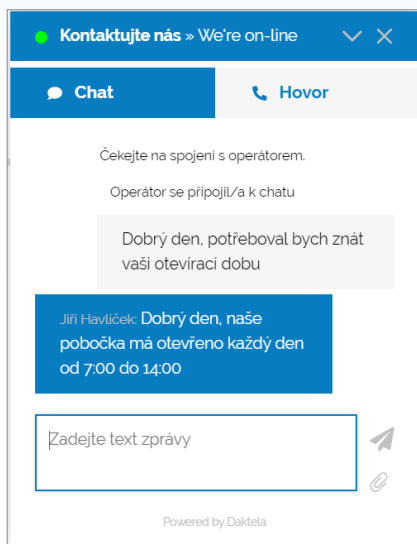 Kontaktujte nás » We're on-line
Chat
Hovor
Čekejte na spojení s operátorem.
Operátor se připojil/a k chatu
Dobrý den, potřeboval bych znát
vaši otevírací dobu
Jiří Havlíček: Dobrý den, naše
pobočka má otevřeno každý den
od 7:00 do 14:00
Zadejte text zprávy
Powered by Daktela